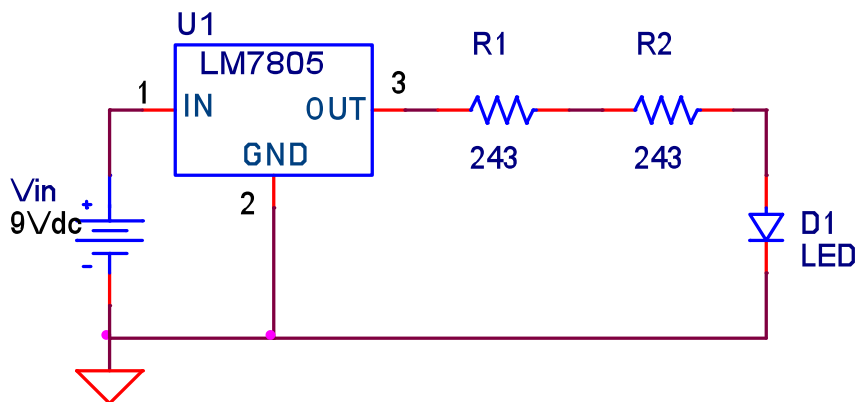 U1
LM7805
1
IN
OUT
3
GND
2
R1
243
R2
243
Vin
+
9Vdc
-
D1
LED